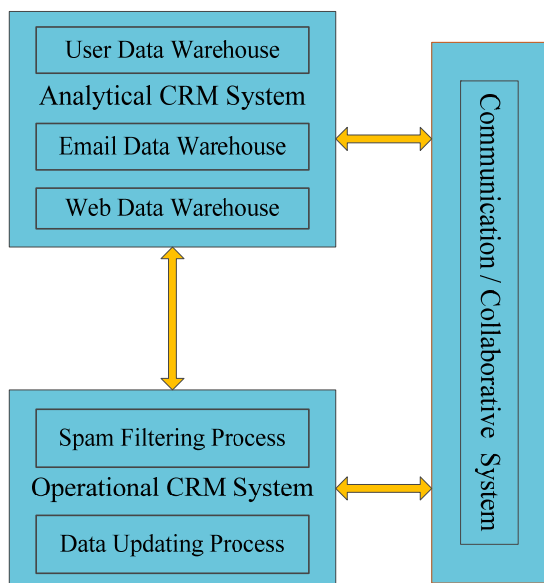 User Data Warehouse
Analytical CRM System
Email Data Warehouse
Web Data Warehouse
Communication / Collaborative System
Spam Filtering Process
Operational CRM System
Data Updating Process